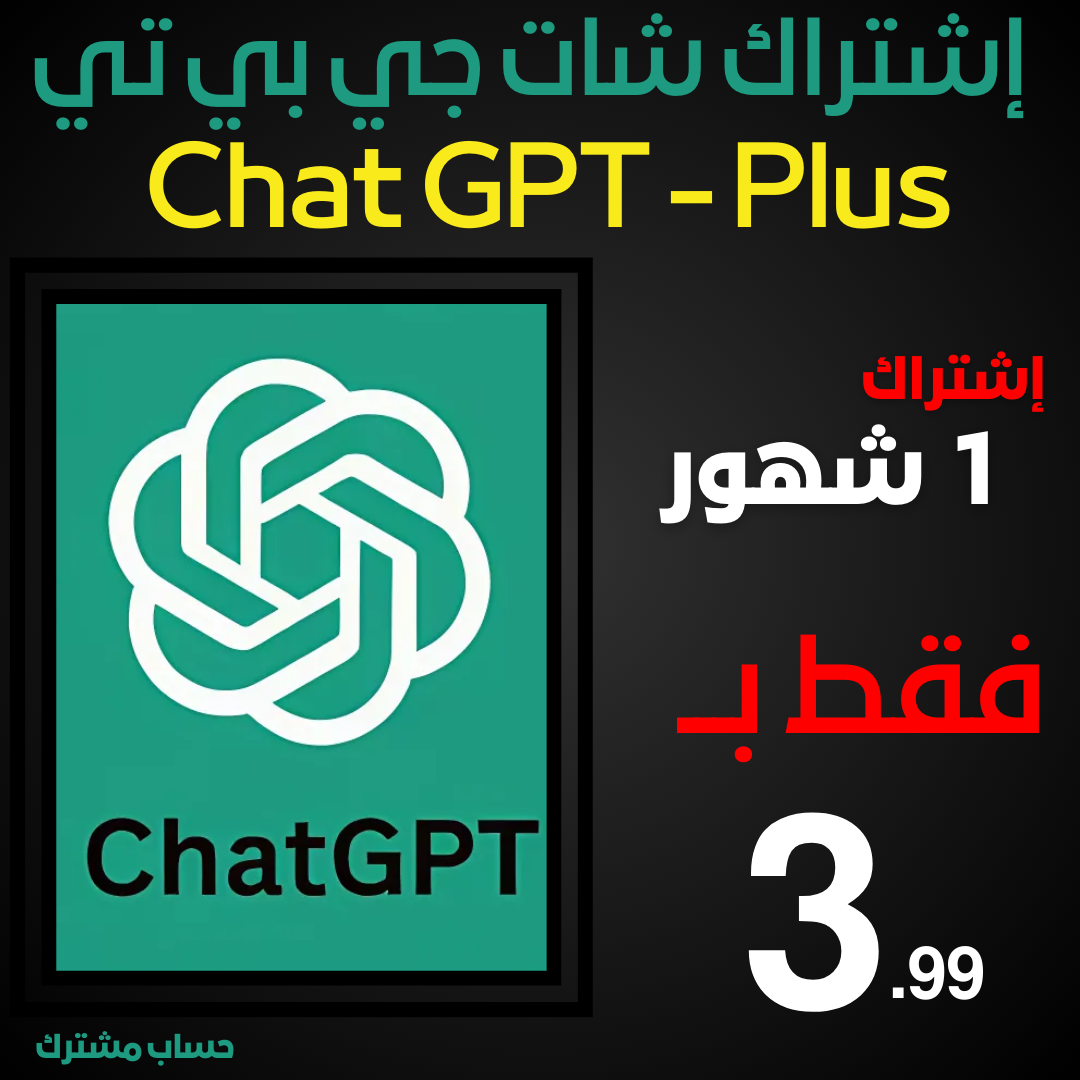 إشتراك شات جي بي تي
Chat GPT - Plus
إشتراك
1 شهور
فقط بـ
3.99
ChatGPT
حساب مشترك